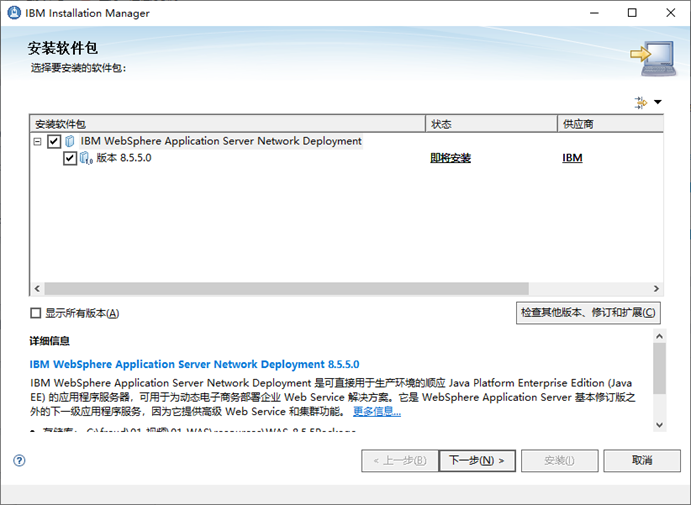 IBM Installation Manager
安装软件包
选择要安装的软件包：
安装软件包 状态 供应商
IBM WebSphere Application Server Network Deployment
版本 8.5.5.0 即将安装 IBM
显示所有版本(A) 检查其他版本、修订和扩展(C)
详细信息
IBM WebSphere Application Server Network Deployment 8.5.5.0
IBM WebSphere Application Server Network Deployment 是可直接用于生产环境的顺应 Java Platform Enterprise Edition (Java
EE) 的应用程序服务器，可用于为动态电子商务部署企业 Web Service 解决方案。它是 WebSphere Application Server 基本修订版之
外的下一级应用程序服务，因为它提供高级 Web Service 和集群功能。 更多信息...
< 上一步(B) 下一步(N) > 安装(I) 取消